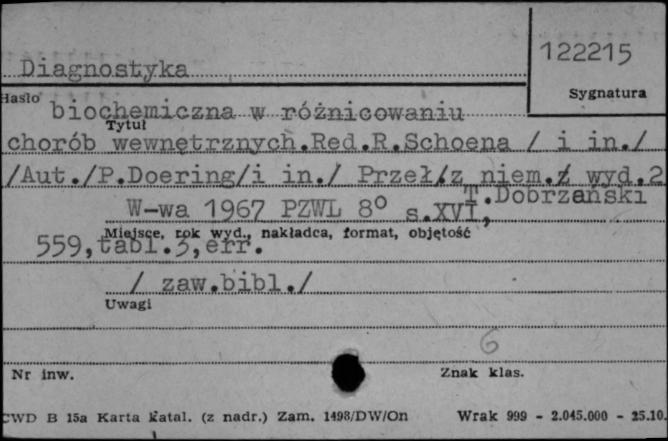 122215
Diagnostyka
Sygnatura
Hasło
biochemiczna w różnicowaniu
Tytuł
chorób wewnętrznych.Red.R.Schoena / i in./
/Aut./P.Doering/i in./ Przeł/z niem.z wyd.2
T.Dobrzański
W-wa 1967 PZWL 8° s.XVI,
Miejsce, rok wyd., nakładca, format, objętość
559,tabl.3,err.
/ zaw.bibl./
Uwagi
6
Nr inw.
Znak klas.
CWD B 15a Karta katal. (z nadr.) Zam. 1498/DW/On Wrak 999 - 2.045.000 - 25.10.